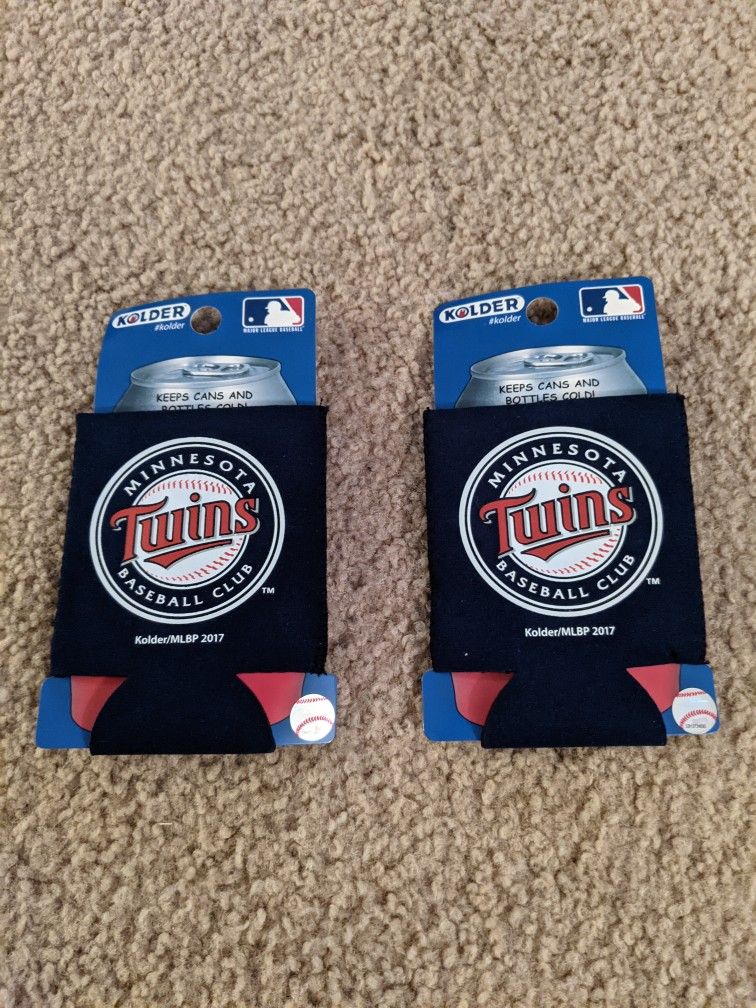 KOLDER
#kolder
MAJOR LEAGUE BASEBALL
KEEPS CANS AND
BOTTLES COLD!
MINNESOTA
Twins
BASEBALL CLUB
TM
Kolder/MLBP 2017
KOLDER
#kolder
MAJOR LEAGUE BASEBALL
KEEPS CANS AND
BOTTLES COLD!
MINNESOTA
Twins
BASEBALL CLUB
TM
Kolder/MLBP 2017